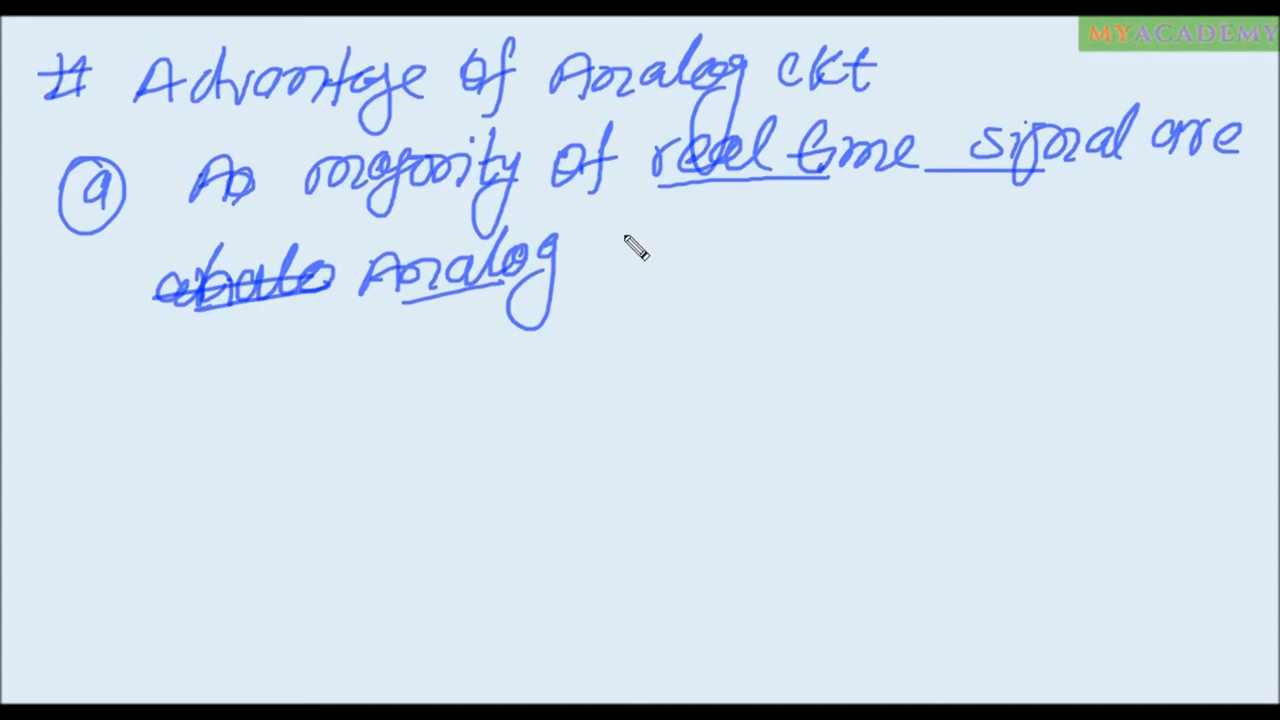 MYACADEMY
# Advantage Of Analog ckt
(a) As majority of real time signal are
Analog